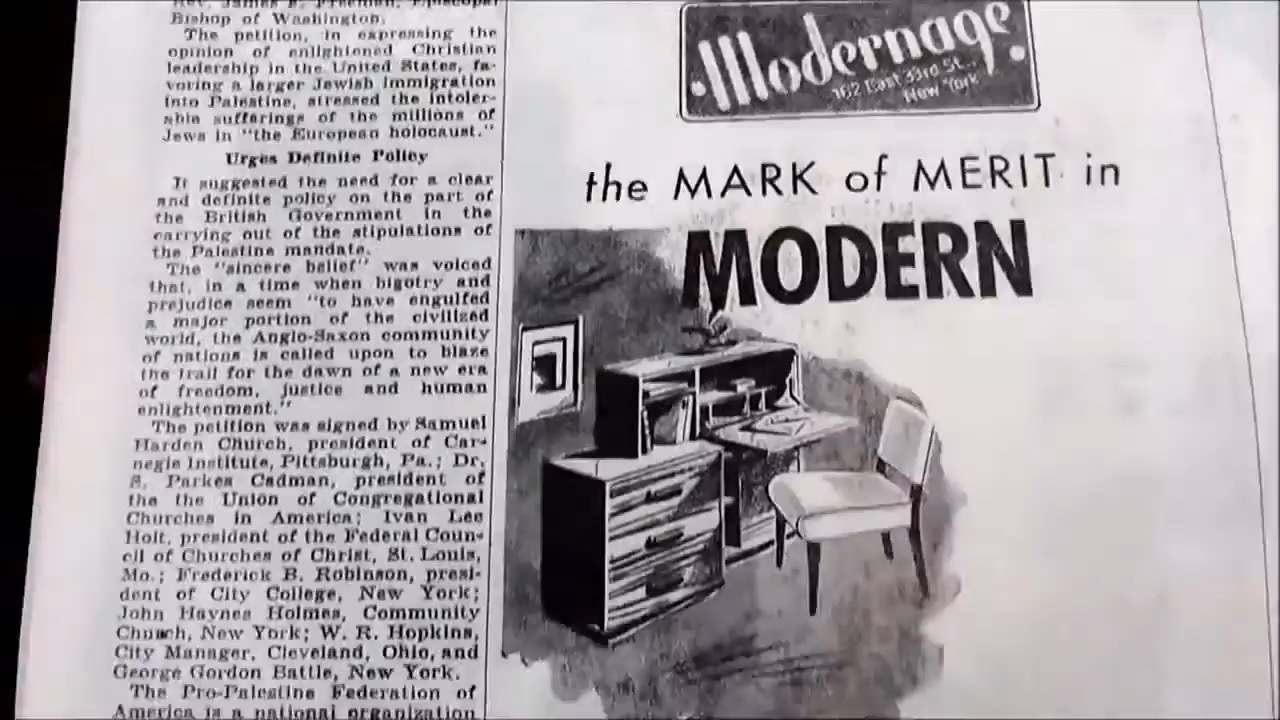 Rev. James E. Freeman, Episcopal
Bishop of Washington.
The petition, in expressing the
opinion of enlightened Christian
leadership in the United States, fa-
voring a larger Jewish immigration
into Palestine, stressed the intoler-
able sufferings of the millions of
Jews in "the European holocaust."
Urges Definite Policy
It suggested the need for a clear
and definite policy on the part of
the British Government in the
carrying out of the stipulations of
the Palestine mandate.
The "sincere belief" was voiced
that, in a time when bigotry and
prejudice seem "to have engulfed
a major portion of the civilized
world, the Anglo-Saxon community
of nations is called upon to blaze
the trail for the dawn of a new era
of freedom, justice and human
enlightenment."
The petition was signed by Samuel
Harden Church, president of Car-
negie Institute, Pittsburgh, Pa.; Dr.
S. Parkes Cadman, president of
the the Union of Congregational
Churches in America; Ivan Lee
Holt, president of the Federal Coun-
cil of Churches of Christ, St. Louis,
Mo.; Frederick B. Robinson, presi-
dent of City College, New York;
John Haynes Holmes, Community
Church, New York; W. R. Hopkins,
City Manager, Cleveland, Ohio, and
George Gordon Battle, New York.
The Pro-Palestine Federation of
America is a national organization
Modernage
162 East 33rd St.
New York
the MARK of MERIT in
MODERN